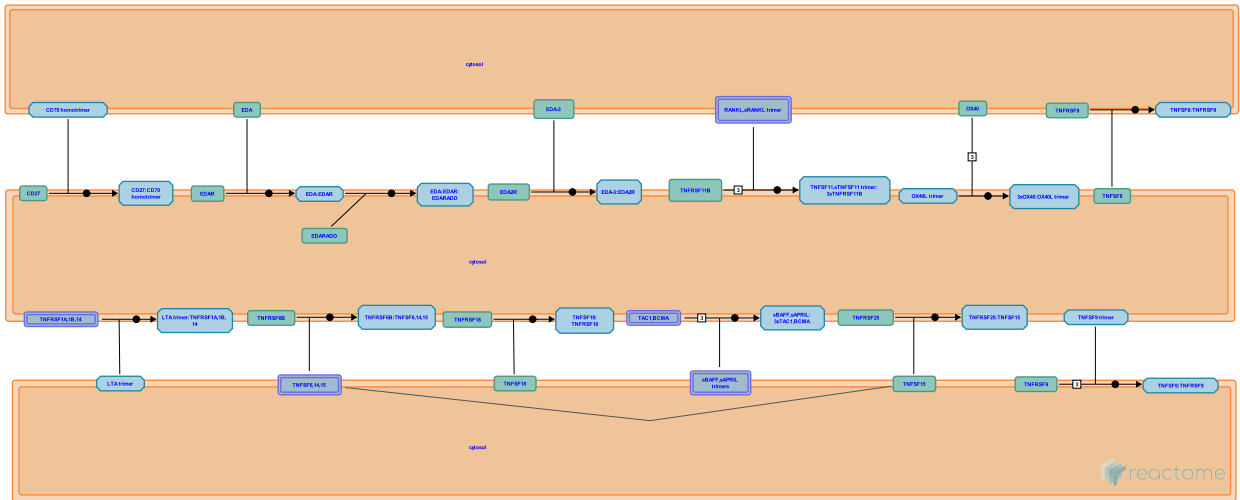 cytosol
CD70 homotrimer
EDA
EDA-3
RANKL,sRANKL trimer
OX40
TNFRSF8
TNFSF8:TNFRSF8
3
CD27
CD27:CD70
homotrimer
EDAR
EDA:EDAR
EDA:EDAR:
EDARADD
EDA2R
EDA-3:EDA2R
TNFRSF11B
3
TNFSF11,sTNFSF11 trimer:
3xTNFRSF11B
OX40L trimer
3xOX40:OX40L trimer
TNFSF8
EDARADD
cytosol
TNFRSF1A,1B,14
LTA trimer:TNFRSF1A,1B,
14
TNFRSF6B
TNFRSF6B:TNFSF6,14,15
TNFRSF18
TNFSF18:
TNFRSF18
TAC1,BCMA
3
sBAFF,sAPRIL:
3xTAC1,BCMA
TNFRSF25
TNFRSF25:TNFSF15
TNFSF9 trimer
LTA trimer
TNFSF6,14,15
TNFSF18
sBAFF,sAPRIL
trimers
TNFSF15
TNFRSF9
3
TNFSF9:TNFRSF9
cytosol
reactome